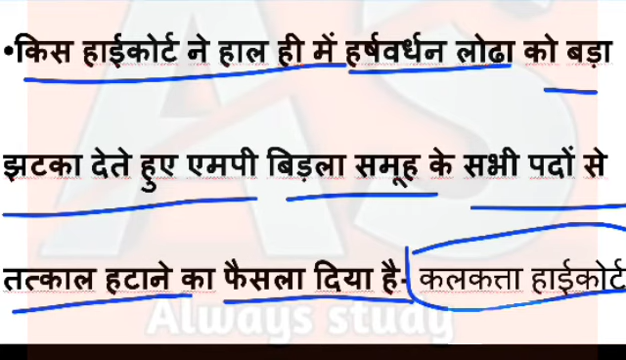 •किस हाईकोर्ट ने हाल ही में हर्षवर्धन लोढा को बड़ा
झटका देते हुए एमपी बिड़ला समूह के सभी पदों से
तत्काल हटाने का फैसला दिया है- कलकत्ता हाईकोर्ट
Always study